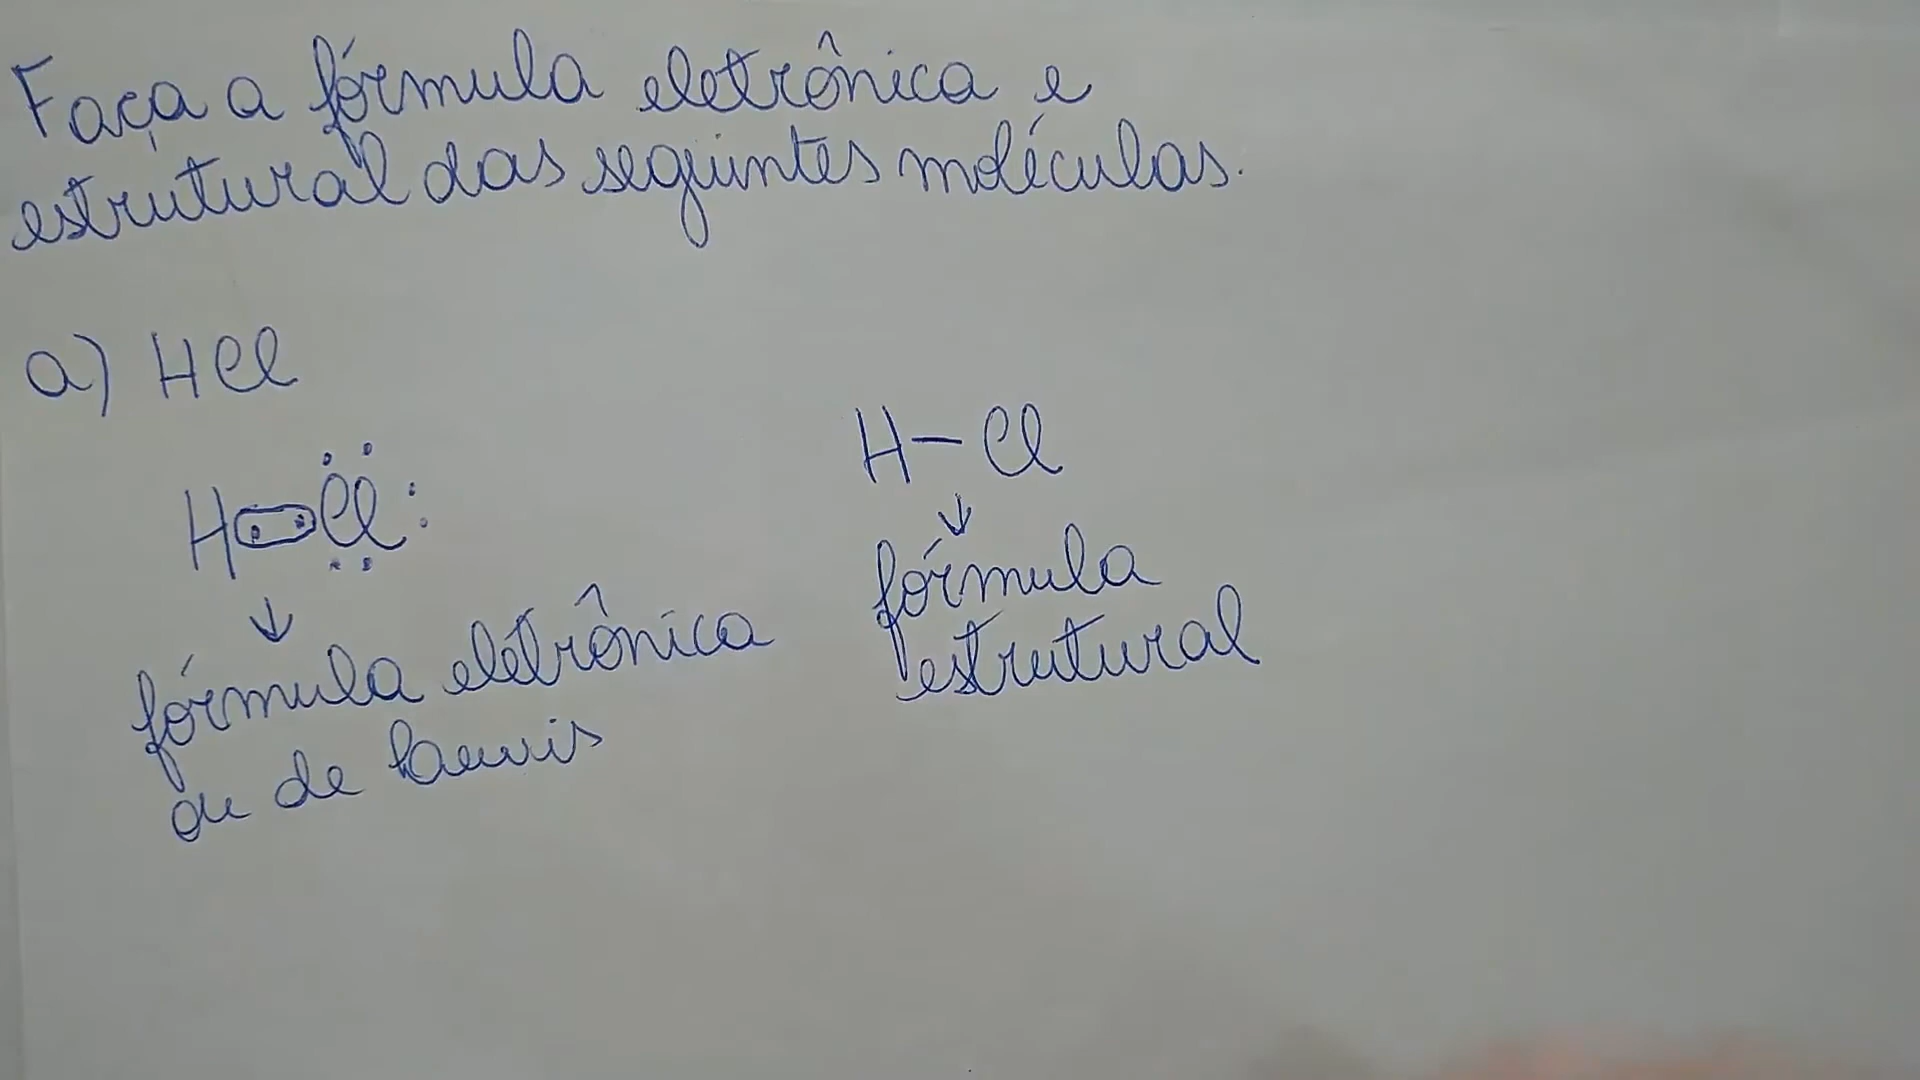 Faça a fórmula eletrônica e
estrutural das seguintes moléculas.
a) HCl
H Cl
H-Cl
fórmula eletrônica
ou de Lewis
fórmula
estrutural